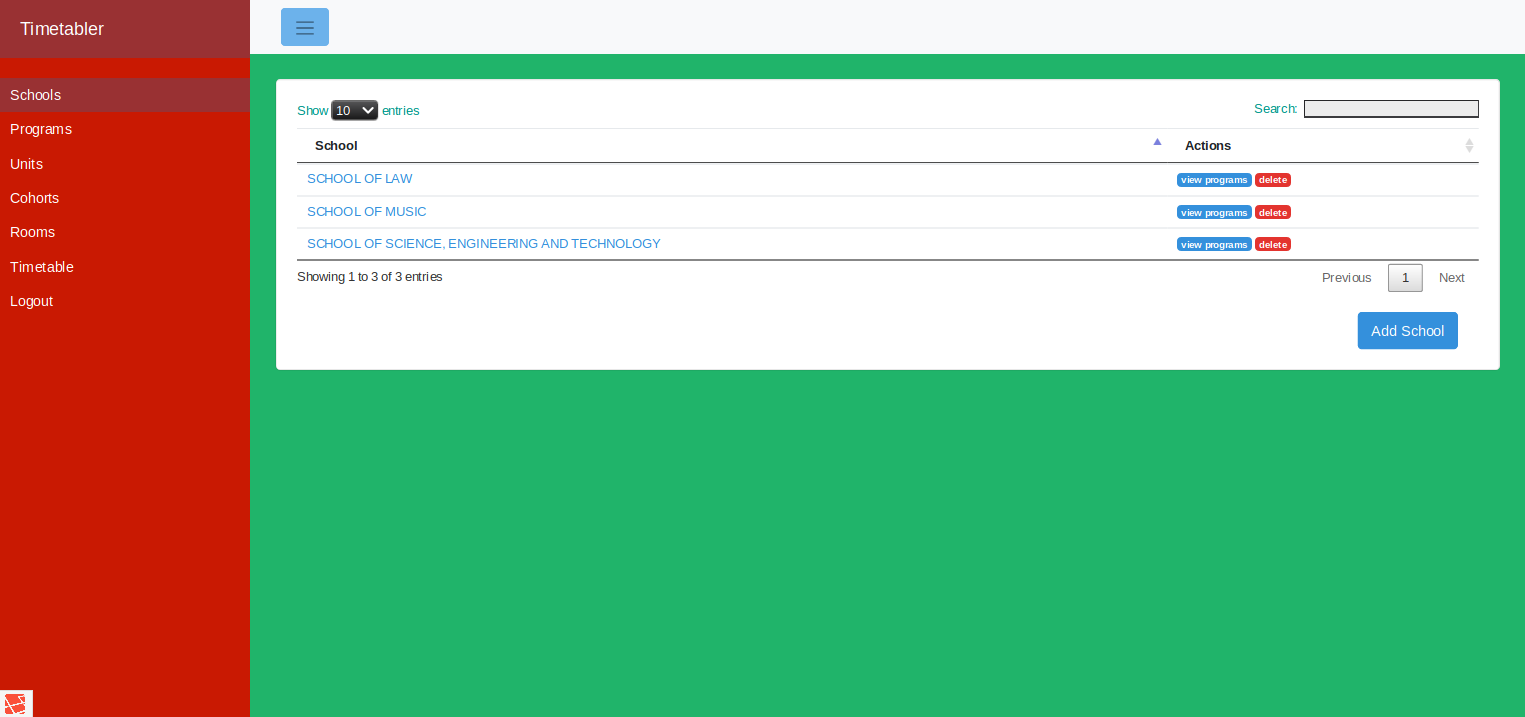 Timetabler
Schools
Programs
Units
Cohorts
Rooms
Timetable
Logout
Show 10 entries
Search:
School Actions
SCHOOL OF LAW view programs delete
SCHOOL OF MUSIC view programs delete
SCHOOL OF SCIENCE, ENGINEERING AND TECHNOLOGY view programs delete
Showing 1 to 3 of 3 entries
Previous 1 Next
Add School